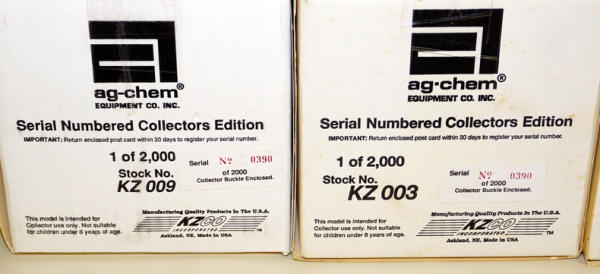 ag-chem®
EQUIPMENT CO. INC.
Serial Numbered Collectors Edition
IMPORTANT: Return enclosed post card within 30 days to register your serial number.
1 of 2,000
Serial Nº 0390
of 2000
Collector Buckle Enclosed.
Stock No.
KZ 009
This model is intended for
Collector use only. Not suitable
for children under 8 years of age.
Manufacturing Quality Products In The U.S.A.
KZCO
INCORPORATED
TM
Ashland, NE, Made in USA
ag-chem®
EQUIPMENT CO. INC.
Serial Numbered Collectors Edition
IMPORTANT: Return enclosed post card within 30 days to register your serial number.
1 of 2,000
Serial Nº 0390
of 2000
Collector Buckle Enclosed.
Stock No.
KZ 003
This model is intended for
Collector use only. Not suitable
for children under 8 years of age.
Manufacturing Quality Products In The U.S.A.
KZCO
INCORPORATED
TM
Ashland, NE, Made in USA